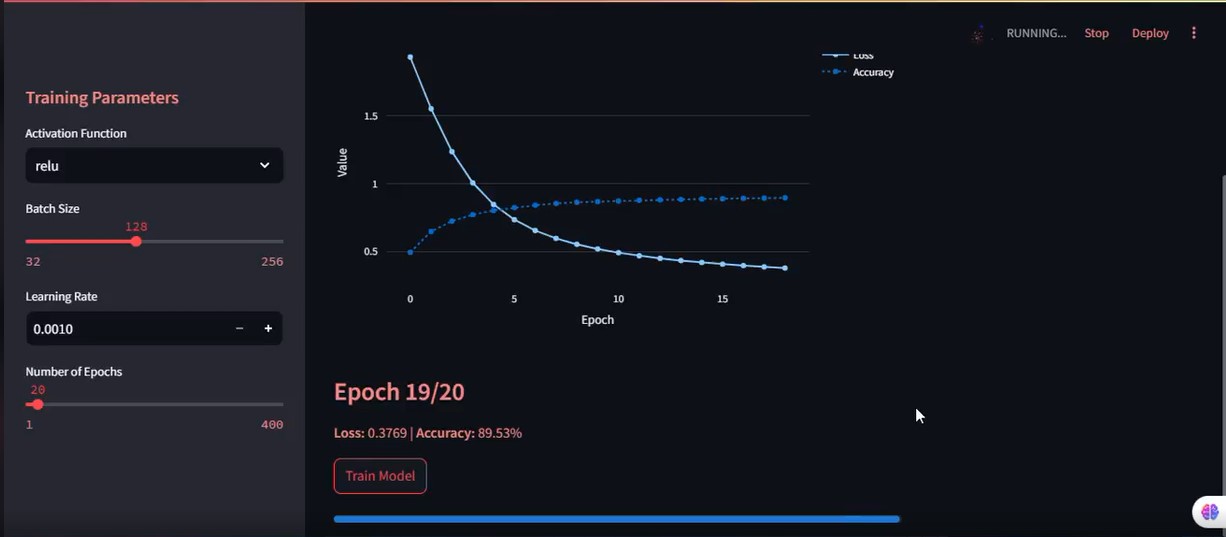 RUNNING...
Stop
Deploy
Training Parameters
Activation Function
relu
Batch Size
128
32
256
Learning Rate
0.0010
−
+
Number of Epochs
20
1
400
Loss
Accuracy
1.5
1
0.5
Value
0
5
10
15
Epoch
Epoch 19/20
Loss: 0.3769 | Accuracy: 89.53%
Train Model